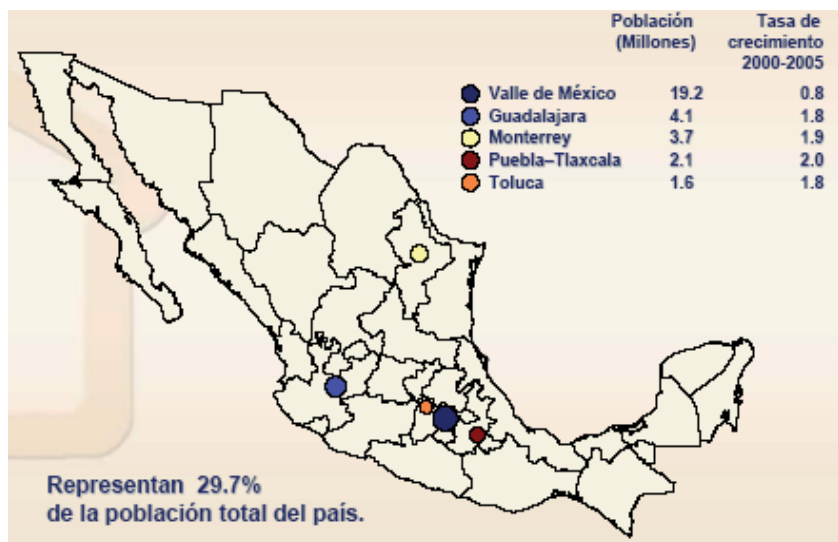 Población Tasa de
(Millones) crecimiento
2000-2005
Valle de México 19.2 0.8
Guadalajara 4.1 1.8
Monterrey 3.7 1.9
Puebla–Tlaxcala 2.1 2.0
Toluca 1.6 1.8
Representan 29.7%
de la población total del país.